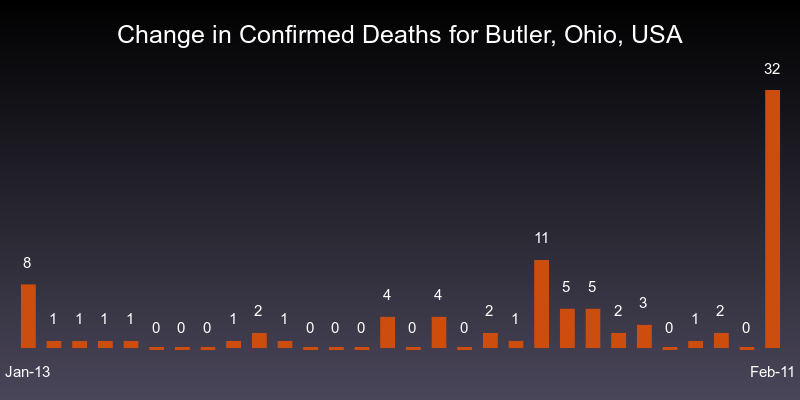 Change in Confirmed Deaths for Butler, Ohio, USA
32
11
8
5 5
4 4
3
2 2 2 2
1 1 1 1 1 1 1 1
0 0 0 0 0 0 0 0 0 0
Jan-13 Feb-11